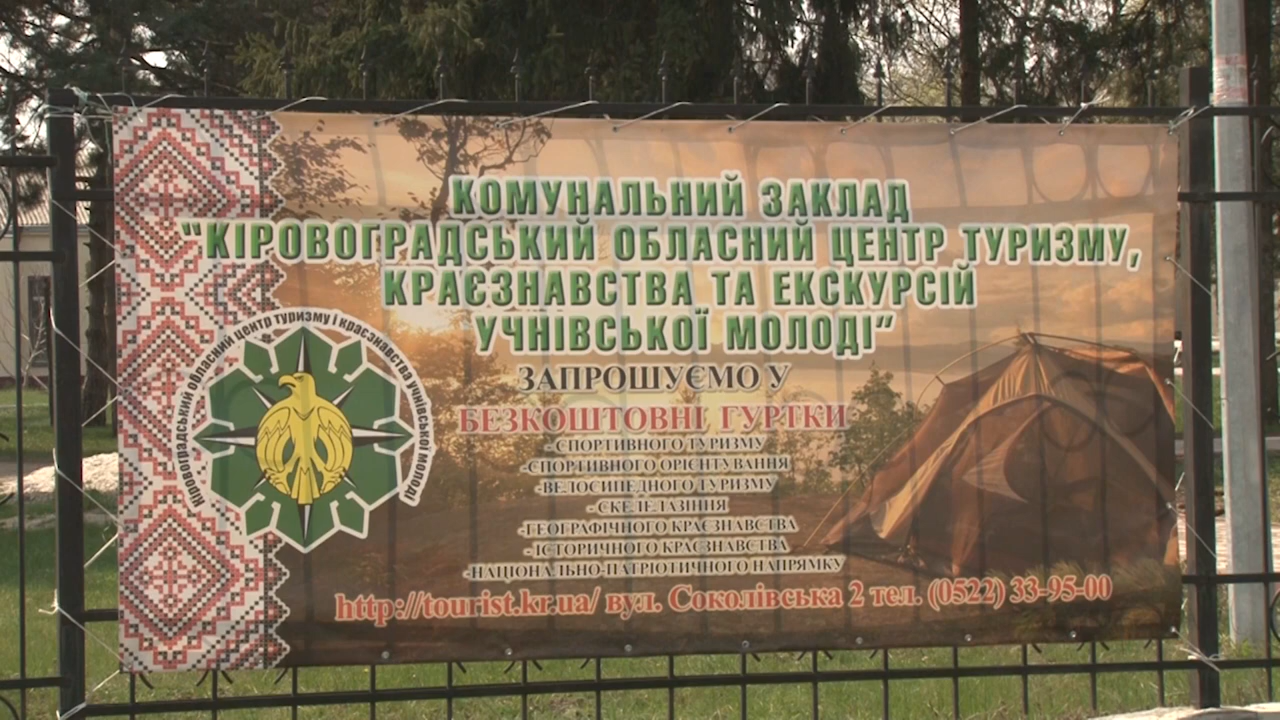 КОМУНАЛЬНИЙ ЗАКЛАД
"КІРОВОГРАДСЬКИЙ ОБЛАСНИЙ ЦЕНТР ТУРИЗМУ,
КРАЄЗНАВСТВА ТА ЕКСКУРСІЙ
УЧНІВСЬКОЇ МОЛОДІ"
Кіровоградський обласний центр туризму і краєзнавства учнівської молоді
ЗАПРОШУЄМО У
БЕЗКОШТОВНІ ГУРТКИ
- СПОРТИВНОГО ТУРИЗМУ
-СПОРТИВНОГО ОРІЄНТУВАННЯ
-ВЕЛОСИПЕДНОГО ТУРИЗМУ
- СКЕЛЕЛАЗІННЯ
-ГЕОГРАФІЧНОГО КРАЄЗНАВСТВА
- ІСТОРИЧНОГО КРАЄЗНАВСТВА
-НАЦІОНАЛЬНО-ПАТРІОТИЧНОГО НАПРЯМКУ
http://tourist.kr.ua/ вул. Соколівська 2 тел. (0522) 33-95-00